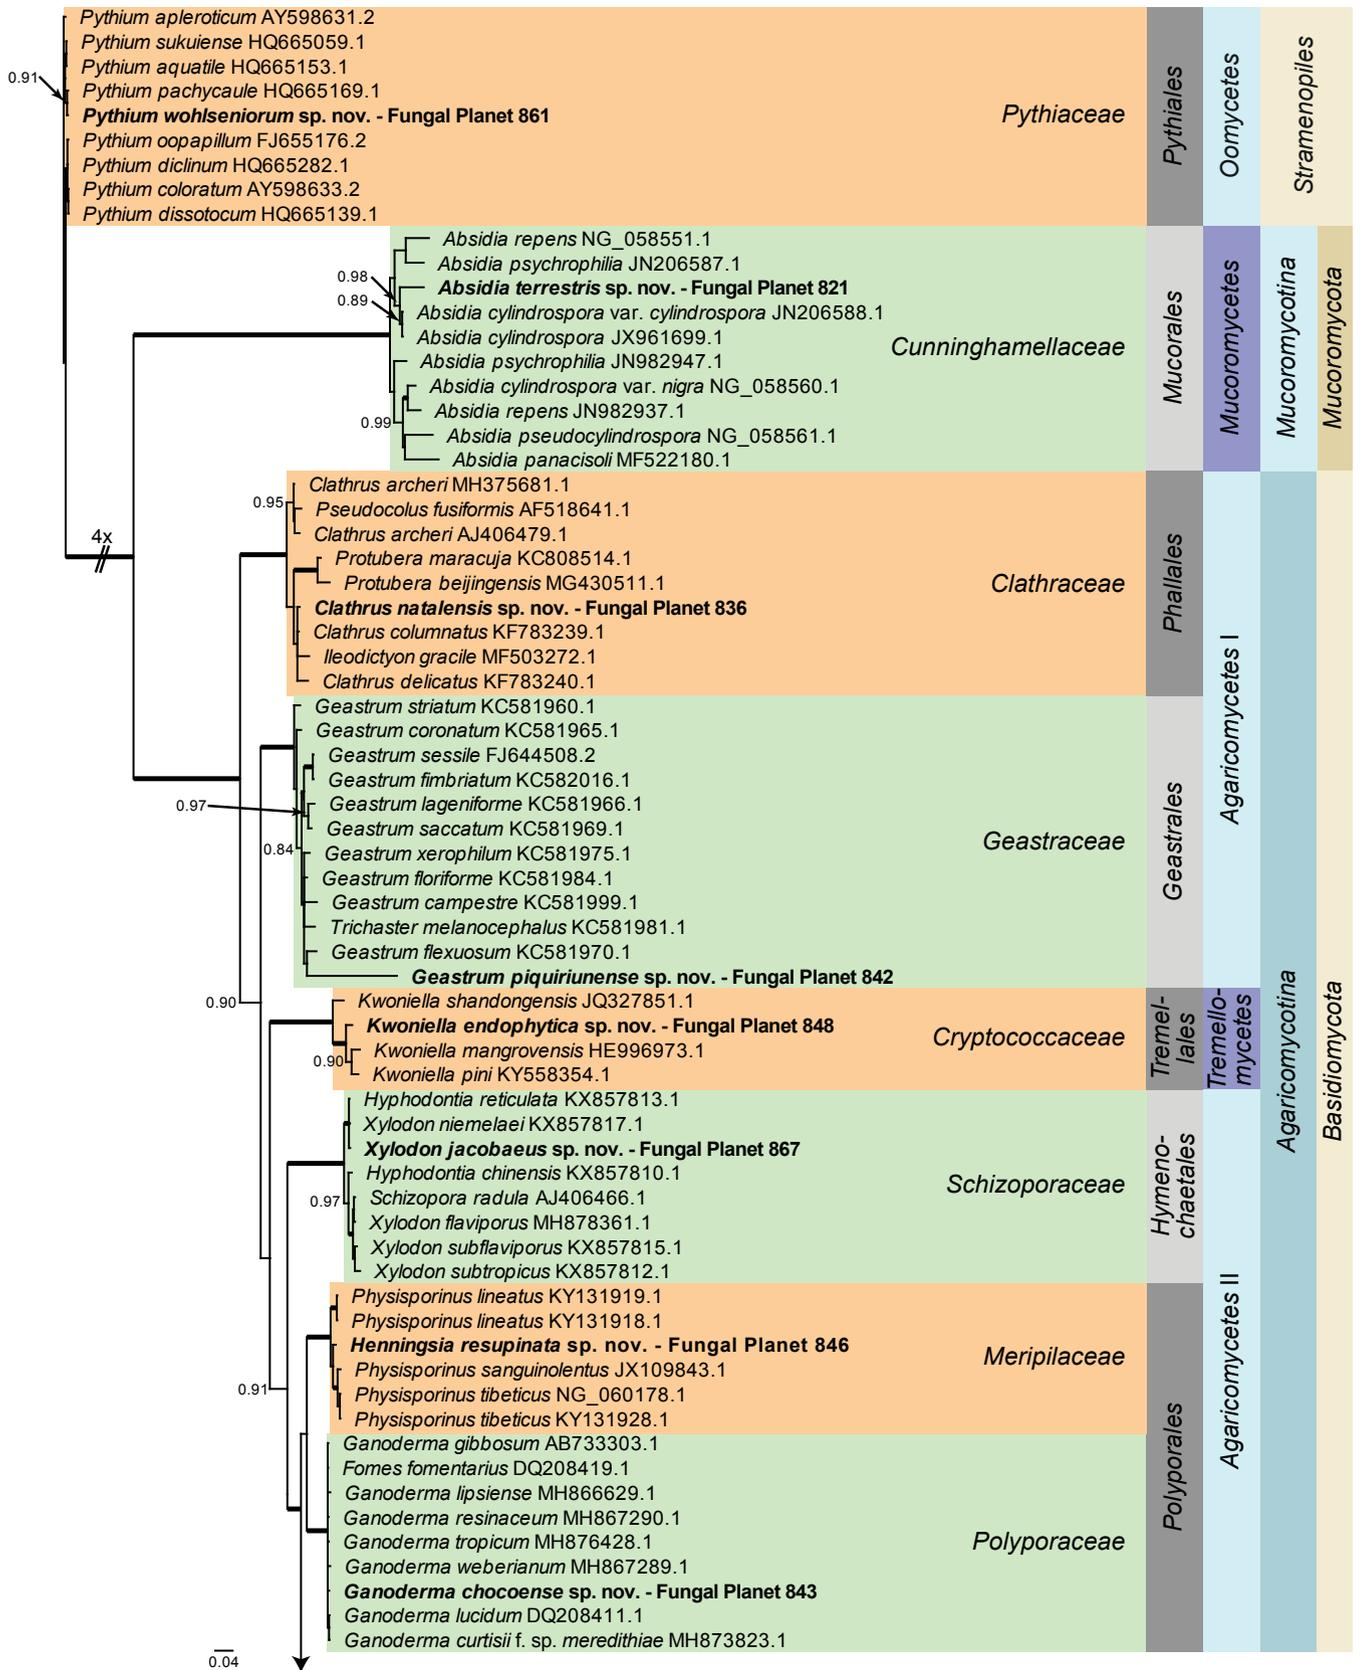 Pythium apleroticum AY598631.2
Pythium sukuiense HQ665059.1
Pythium aquatile HQ665153.1
0.91
Pythium pachycaule HQ665169.1
Pythium wohlseniorum sp. nov. - Fungal Planet 861
Pythium oopapillum FJ655176.2
Pythium diclinum HQ665282.1
Pythium coloratum AY598633.2
Pythium dissotocum HQ665139.1
Pythiaceae
Pythiales
Oomycetes
Stramenopiles
Absidia repens NG_058551.1
Absidia psychrophilia JN206587.1
0.98
Absidia terrestris sp. nov. - Fungal Planet 821
0.89
Absidia cylindrospora var. cylindrospora JN206588.1
Absidia cylindrospora JX961699.1
Absidia psychrophilia JN982947.1
Absidia cylindrospora var. nigra NG_058560.1
Absidia repens JN982937.1
0.99
Absidia pseudocylindrospora NG_058561.1
Absidia panacisoli MF522180.1
Cunninghamellaceae
Mucorales
Mucoromycetes
Mucoromycotina
Mucoromycota
Clathrus archeri MH375681.1
0.95
Pseudocolus fusiformis AF518641.1
Clathrus archeri AJ406479.1
4x
Protubera maracuja KC808514.1
Protubera beijingensis MG430511.1
Clathrus natalensis sp. nov. - Fungal Planet 836
Clathrus columnatus KF783239.1
Ileodictyon gracile MF503272.1
Clathrus delicatus KF783240.1
Clathraceae
Phallales
Geastrum striatum KC581960.1
Geastrum coronatum KC581965.1
Geastrum sessile FJ644508.2
Geastrum fimbriatum KC582016.1
0.97
Geastrum lageniforme KC581966.1
Geastrum saccatum KC581969.1
0.84
Geastrum xerophilum KC581975.1
Geastrum floriforme KC581984.1
Geastrum campestre KC581999.1
Trichaster melanocephalus KC581981.1
Geastrum flexuosum KC581970.1
Geastrum piquiriunense sp. nov. - Fungal Planet 842
Geastraceae
Geastrales
Agaricomycetes I
0.90
Kwoniella shandongensis JQ327851.1
Kwoniella endophytica sp. nov. - Fungal Planet 848
Kwoniella mangrovensis HE996973.1
0.90
Kwoniella pini KY558354.1
Cryptococcaceae
Tremel-
lales
Tremello-
mycetes
Hyphodontia reticulata KX857813.1
Xylodon niemelaei KX857817.1
Xylodon jacobaeus sp. nov. - Fungal Planet 867
Hyphodontia chinensis KX857810.1
0.97
Schizopora radula AJ406466.1
Xylodon flaviporus MH878361.1
Xylodon subflaviporus KX857815.1
Xylodon subtropicus KX857812.1
Schizoporaceae
Hymeno-
chaetales
Physisporinus lineatus KY131919.1
Physisporinus lineatus KY131918.1
Henningsia resupinata sp. nov. - Fungal Planet 846
Physisporinus sanguinolentus JX109843.1
0.91
Physisporinus tibeticus NG_060178.1
Physisporinus tibeticus KY131928.1
Meripilaceae
Ganoderma gibbosum AB733303.1
Fomes fomentarius DQ208419.1
Ganoderma lipsiense MH866629.1
Ganoderma resinaceum MH867290.1
Ganoderma tropicum MH876428.1
Ganoderma weberianum MH867289.1
Ganoderma chocoense sp. nov. - Fungal Planet 843
Ganoderma lucidum DQ208411.1
Ganoderma curtisii f. sp. meredithiae MH873823.1
Polyporaceae
Polyporales
Agaricomycetes II
Agaricomycotina
Basidiomycota
0.04